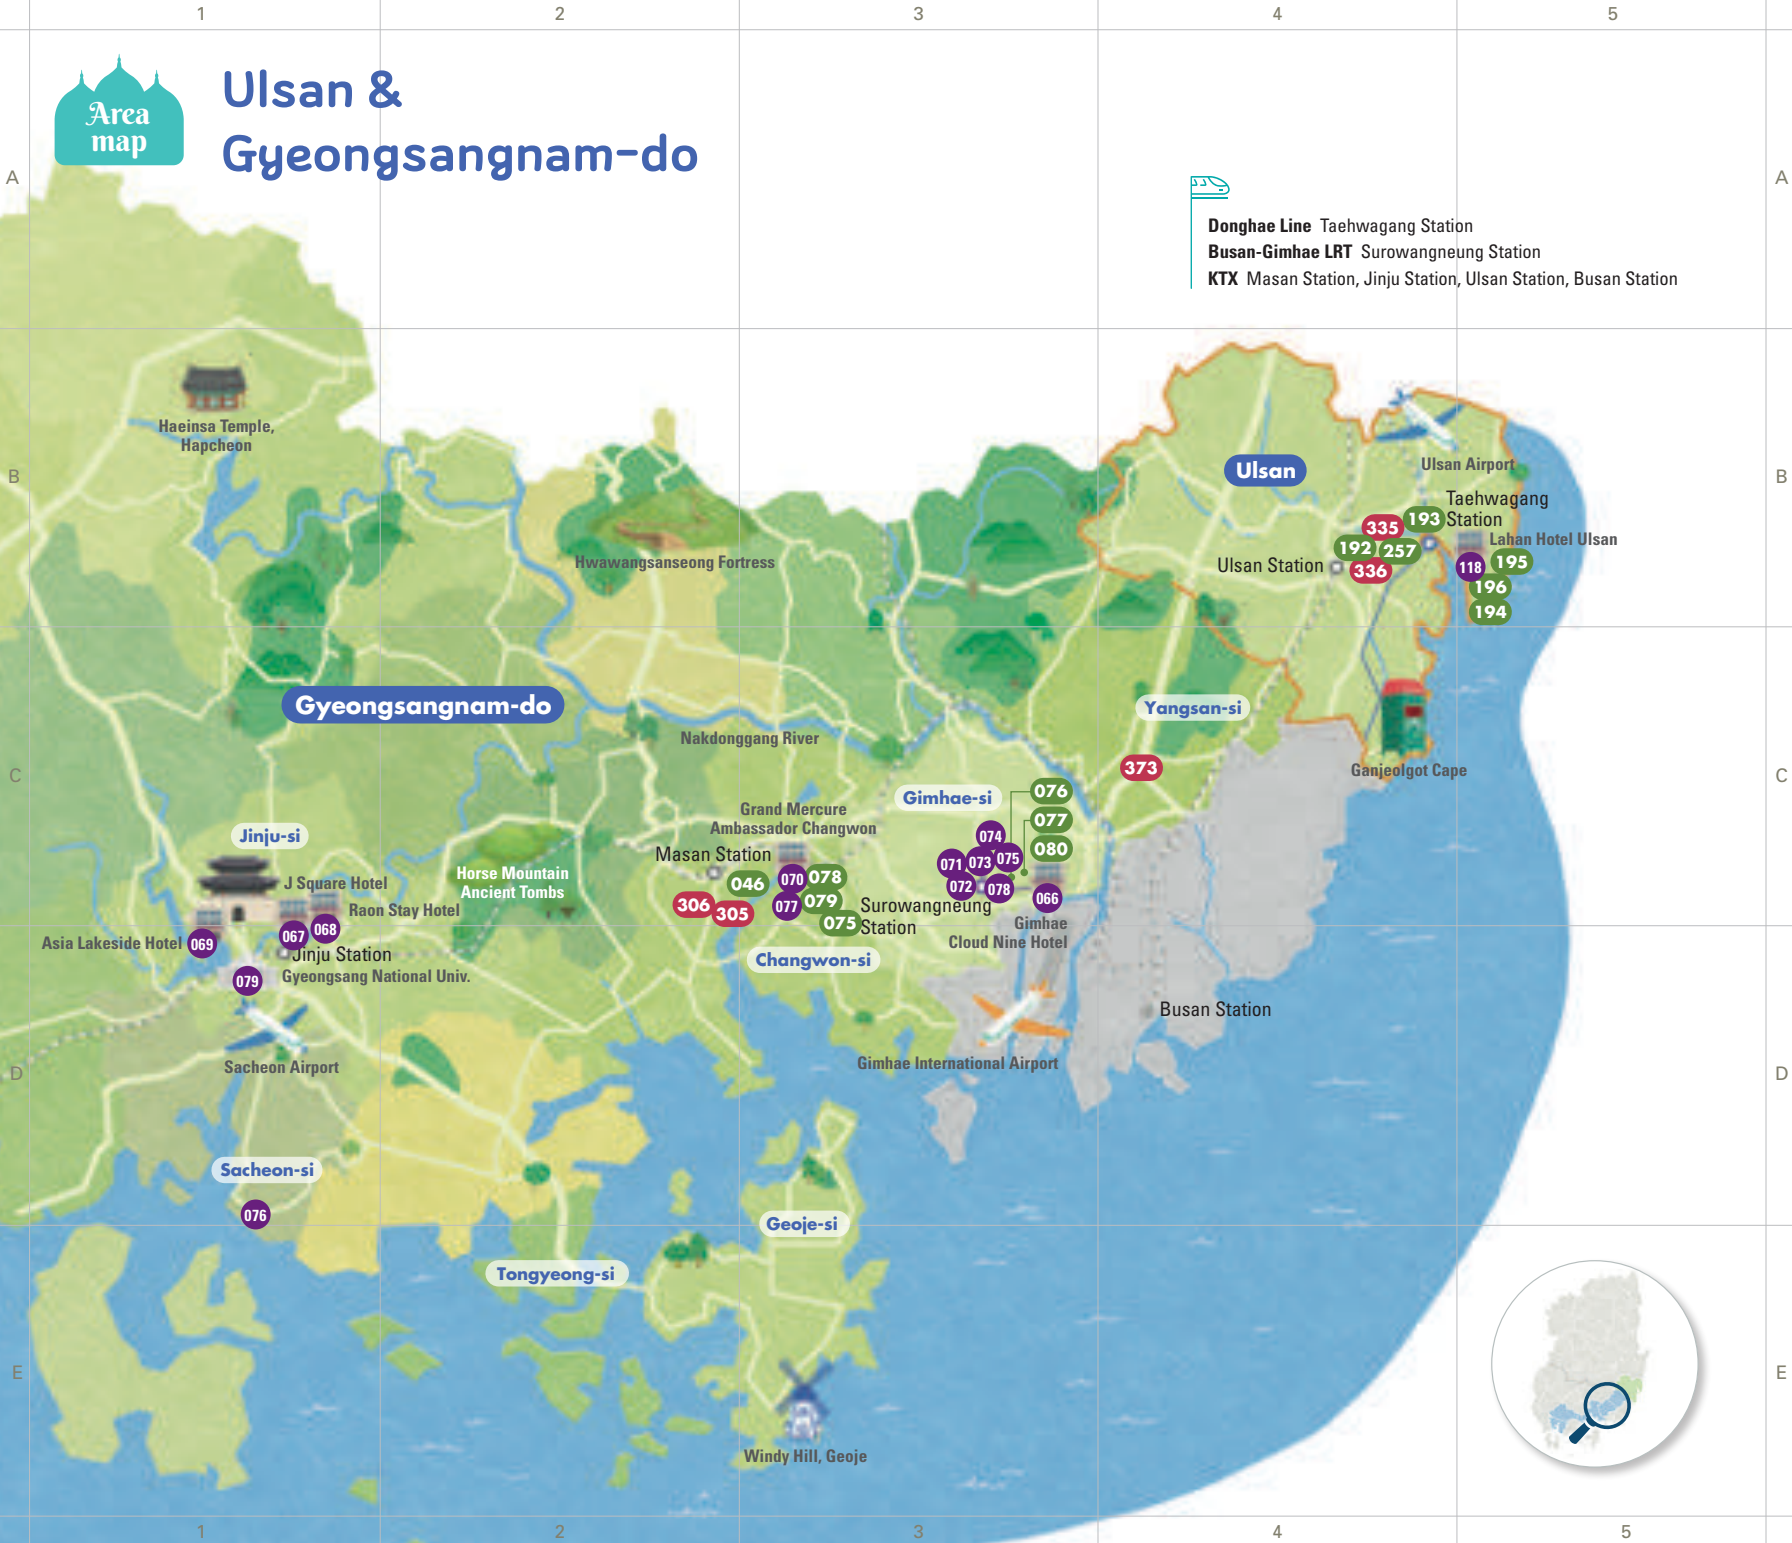 1
2
3
4
5
Area
map
Ulsan &
Gyeongsangnam-do
A
A
Donghae Line Taehwagang Station
Busan-Gimhae LRT Surowangneung Station
KTX Masan Station, Jinju Station, Ulsan Station, Busan Station
Haeinsa Temple,
Hapcheon
B
B
Ulsan
Ulsan Airport
Taehwagang
Station
193
335
Lahan Hotel Ulsan
192
257
Ulsan Station
336
118
195
196
194
Hwawangsanseong Fortress
Gyeongsangnam-do
Yangsan-si
Nakdonggang River
373
Ganjeolgot Cape
C
C
Gimhae-si
076
077
080
074
071
073
075
072
078
066
Grand Mercure
Ambassador Changwon
Masan Station
046
070
078
306
305
077
079
075
Surowangneung
Station
Gimhae
Cloud Nine Hotel
Changwon-si
Jinju-si
J Square Hotel
Raon Stay Hotel
Horse Mountain
Ancient Tombs
Asia Lakeside Hotel
069
067
068
Jinju Station
079
Gyeongsang National Univ.
Busan Station
Sacheon Airport
Gimhae International Airport
D
D
Sacheon-si
076
Geoje-si
Tongyeong-si
E
E
Windy Hill, Geoje
1
2
3
4
5